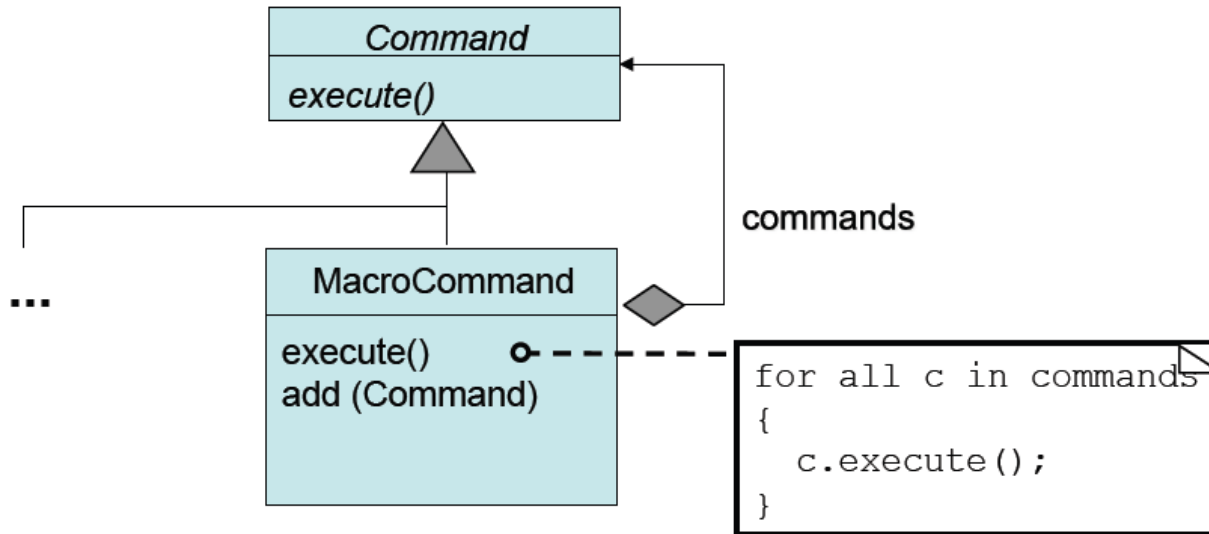 Command
execute()
commands
...
MacroCommand
execute()
add (Command)
for all c in commands
{
  c.execute();
}